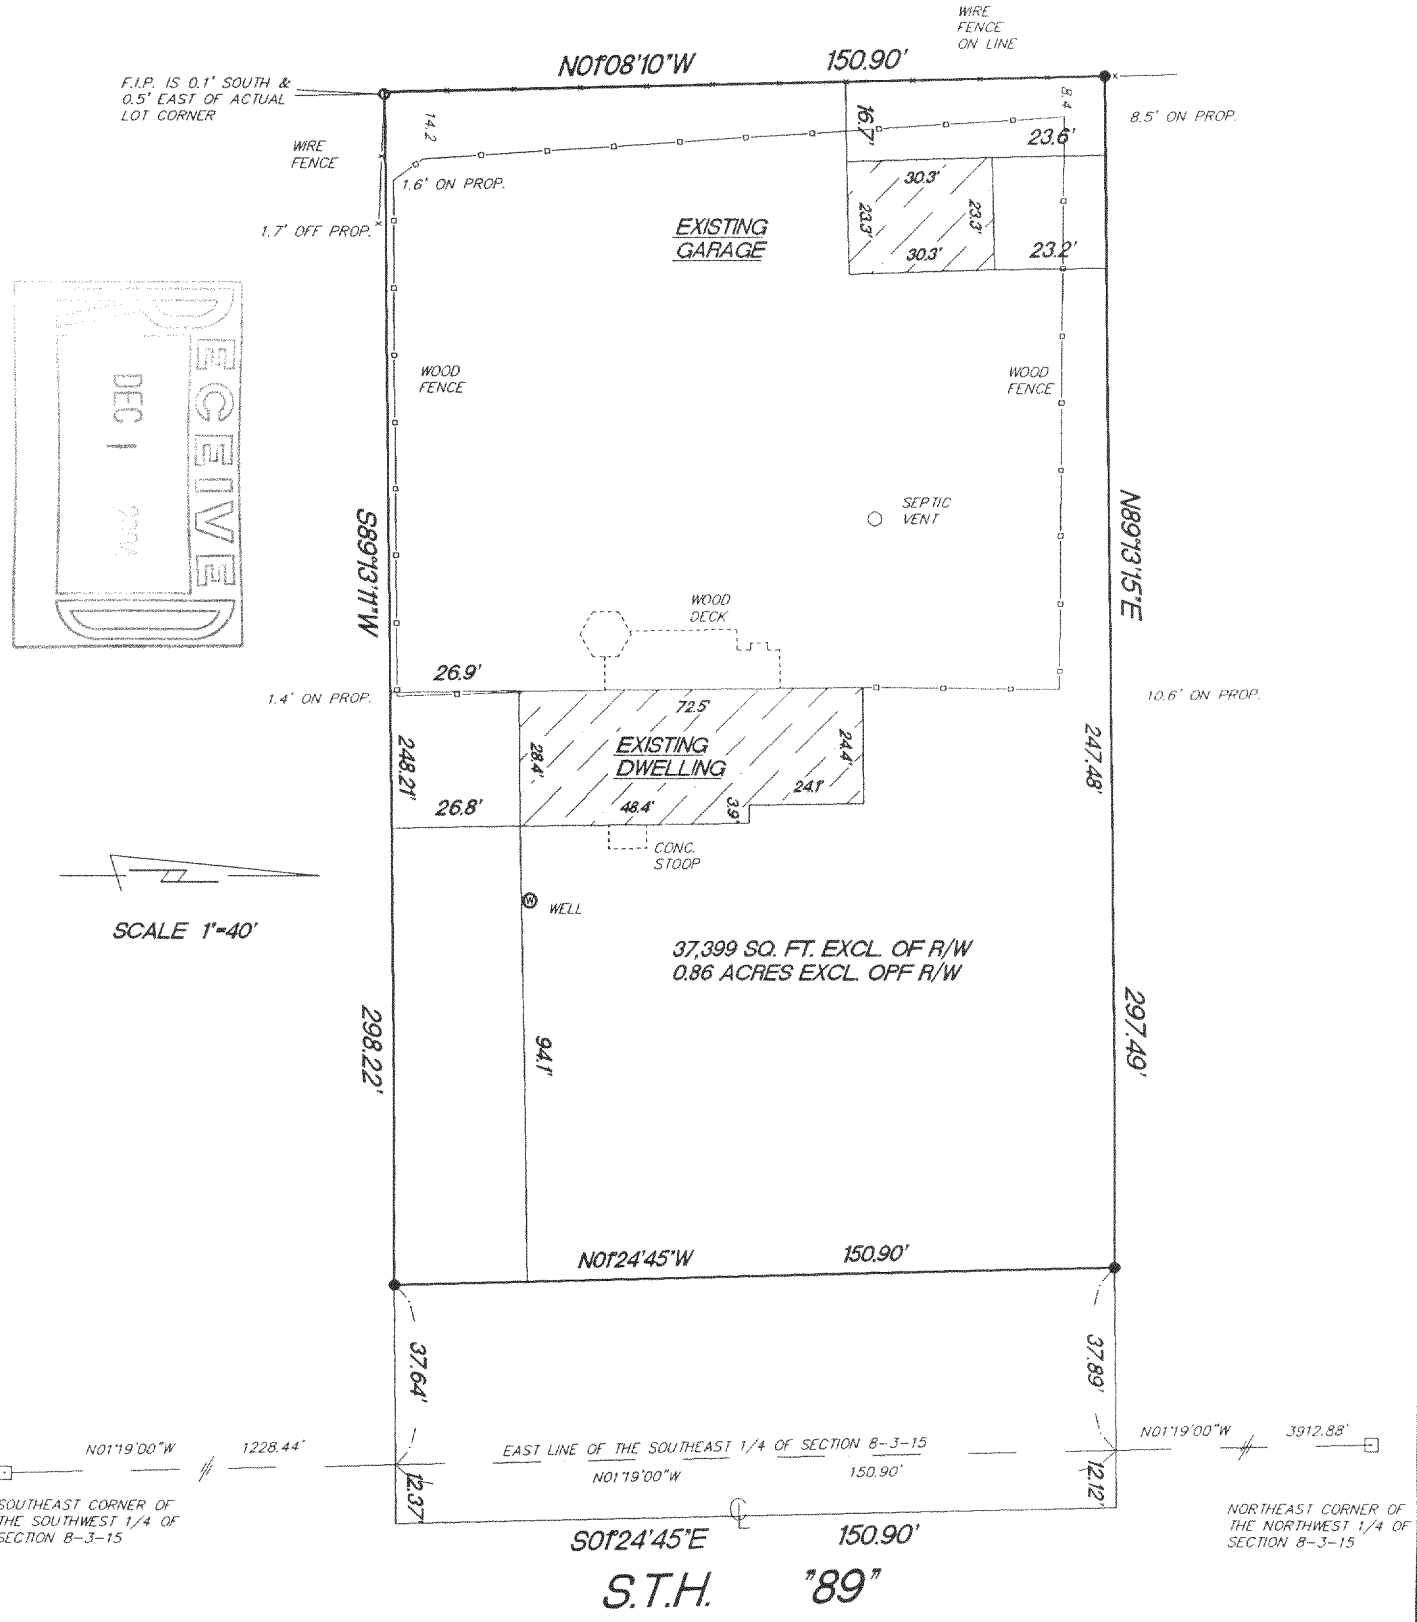 WIRE
FENCE
ON LINE
N01°08'10"W 150.90'
F.I.P. IS 0.1' SOUTH &
0.5' EAST OF ACTUAL
LOT CORNER
14.2
16.7'
8.4
8.5' ON PROP.
23.6'
WIRE
FENCE
1.6' ON PROP.
30.3'
1.7' OFF PROP.
EXISTING
GARAGE
23.3'
23.3'
30.3'
23.2'
DECEIVE
DEC 1
WOOD
FENCE
WOOD
FENCE
SEPTIC
VENT
S89°13'11"W
N89°13'15"E
WOOD
DECK
26.9'
1.4' ON PROP.
72.5'
10.6' ON PROP.
248.21'
28.4'
EXISTING
DWELLING
24.4'
247.48'
26.8'
48.4'
3.9'
24.1'
CONC.
STOOP
SCALE 1"=40'
W
WELL
37,399 SQ. FT. EXCL. OF R/W
0.86 ACRES EXCL. OPF R/W
298.22'
94.1'
297.49'
N01°24'45"W 150.90'
37.64'
37.89'
N01°19'00"W 1228.44'
EAST LINE OF THE SOUTHEAST 1/4 OF SECTION 8-3-15
N01°19'00"W 150.90'
N01°19'00"W 3912.88'
12.37'
12.12'
SOUTHEAST CORNER OF
THE SOUTHWEST 1/4 OF
SECTION 8-3-15
NORTHEAST CORNER OF
THE NORTHWEST 1/4 OF
SECTION 8-3-15
S01°24'45"E 150.90'
S.T.H. "89"